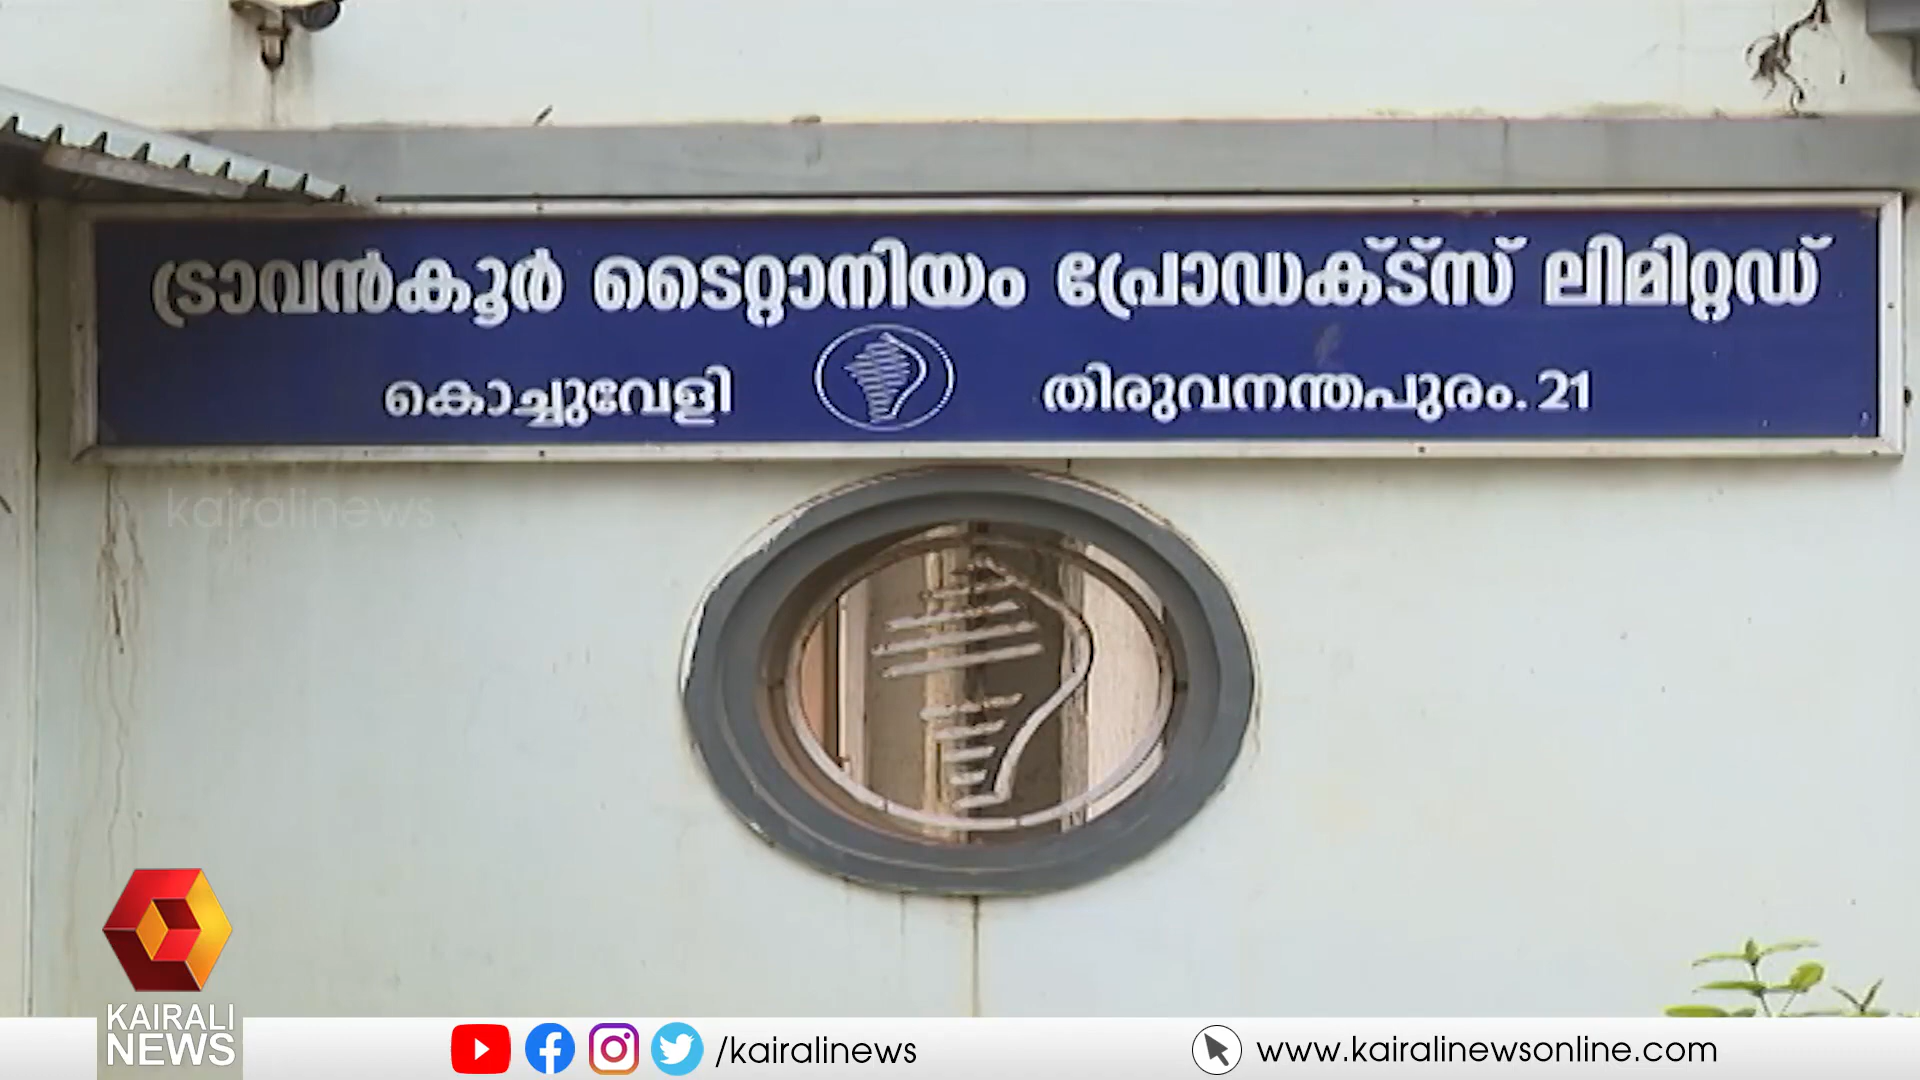 ട്രാവൻകൂർ ടൈറ്റാനിയം പ്രോഡക്ട്സ് ലിമിറ്റഡ്
കൊച്ചുവേളി തിരുവനന്തപുരം.21
kairalinews
KAIRALI
NEWS
/kairalinews
www.kairalinewsonline.com